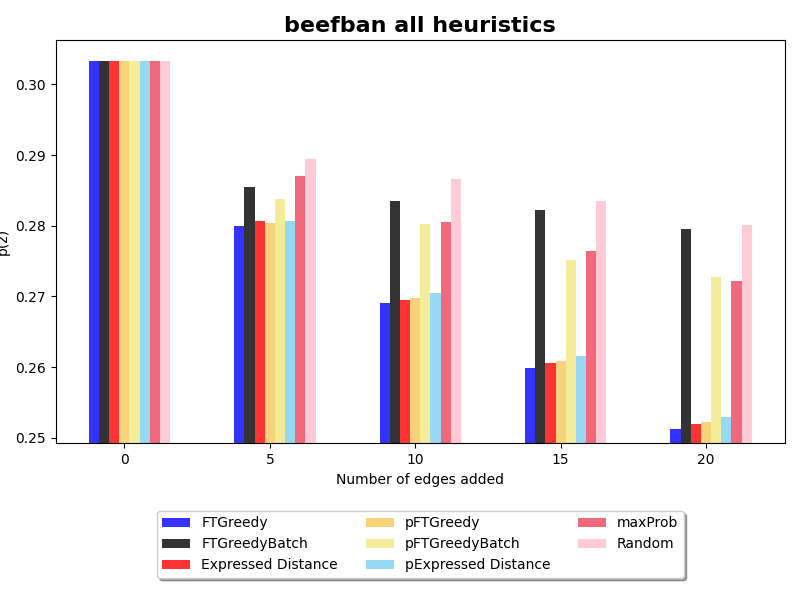 beefban all heuristics
0.30
0.29
0.28
0.27
0.26
0.25
p(z)
0 5 10 15 20
Number of edges added
FTGreedy pFTGreedy maxProb
FTGreedyBatch pFTGreedyBatch Random
Expressed Distance pExpressed Distance